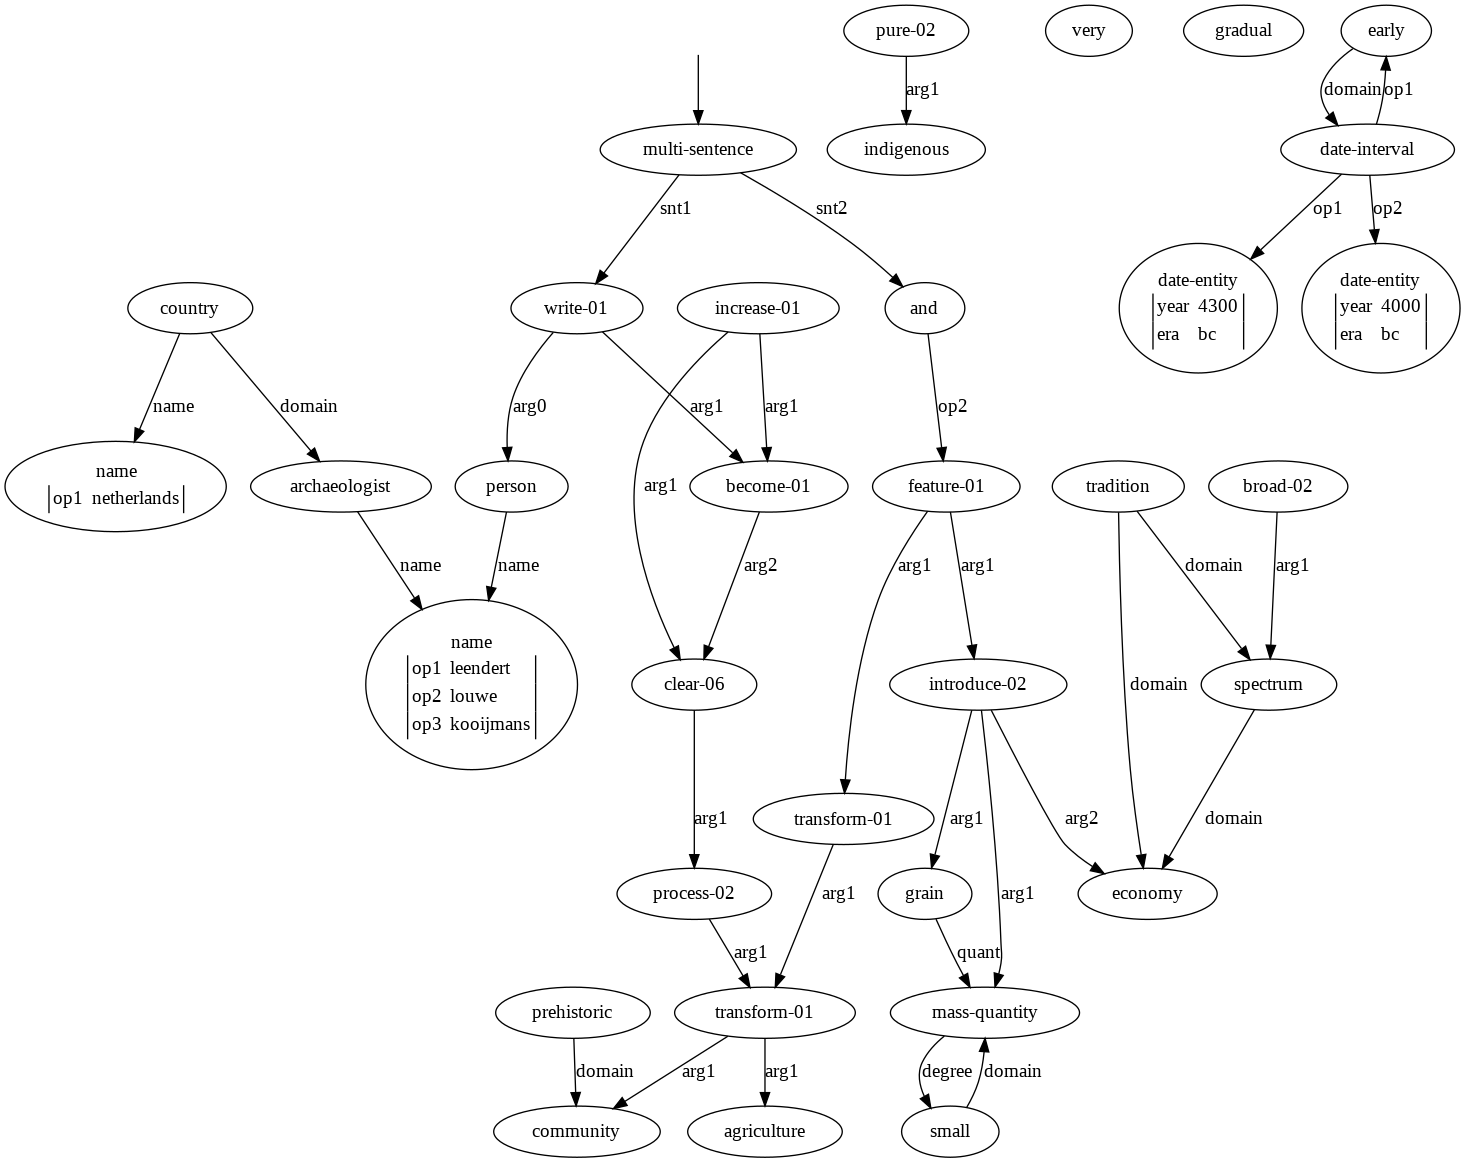 pure-02
very
gradual
early
arg1
domain
op1
multi-sentence
indigenous
date-interval
snt1
snt2
op1
op2
country
write-01
increase-01
and
date-entity
year 4300
era bc
date-entity
year 4000
era bc
name
domain
arg0
arg1
arg1
op2
name
op1 netherlands
archaeologist
person
become-01
feature-01
tradition
broad-02
arg1
name
name
arg2
arg1
arg1
domain
arg1
name
op1 leendert
op2 louwe
op3 kooijmans
clear-06
introduce-02
domain
spectrum
arg1
transform-01
arg1
arg2
domain
process-02
arg1
grain
arg1
economy
arg1
quant
prehistoric
transform-01
mass-quantity
domain
arg1
arg1
degree
domain
community
agriculture
small